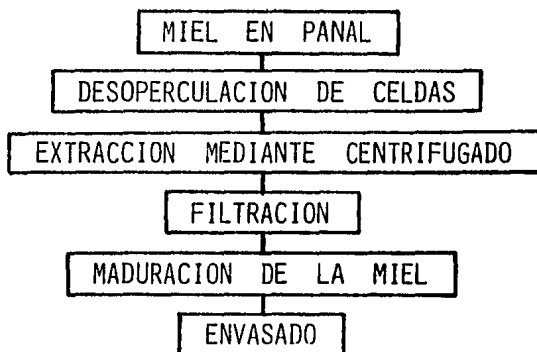 MIEL EN PANAL
DESOPERCULACION DE CELDAS
EXTRACCION MEDIANTE CENTRIFUGADO
FILTRACION
MADURACION DE LA MIEL
ENVASADO